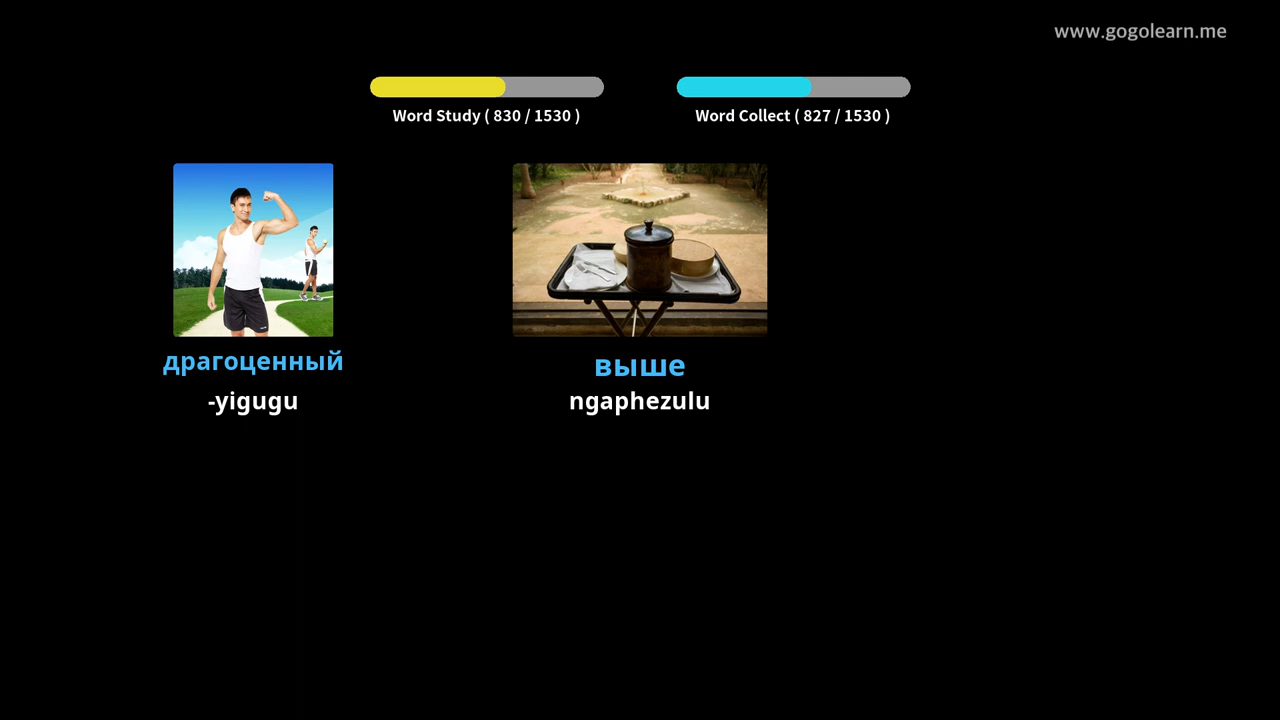 www.gogolearn.me
Word Study ( 830 / 1530 )
Word Collect ( 827 / 1530 )
драгоценный
-yigugu
выше
ngaphezulu